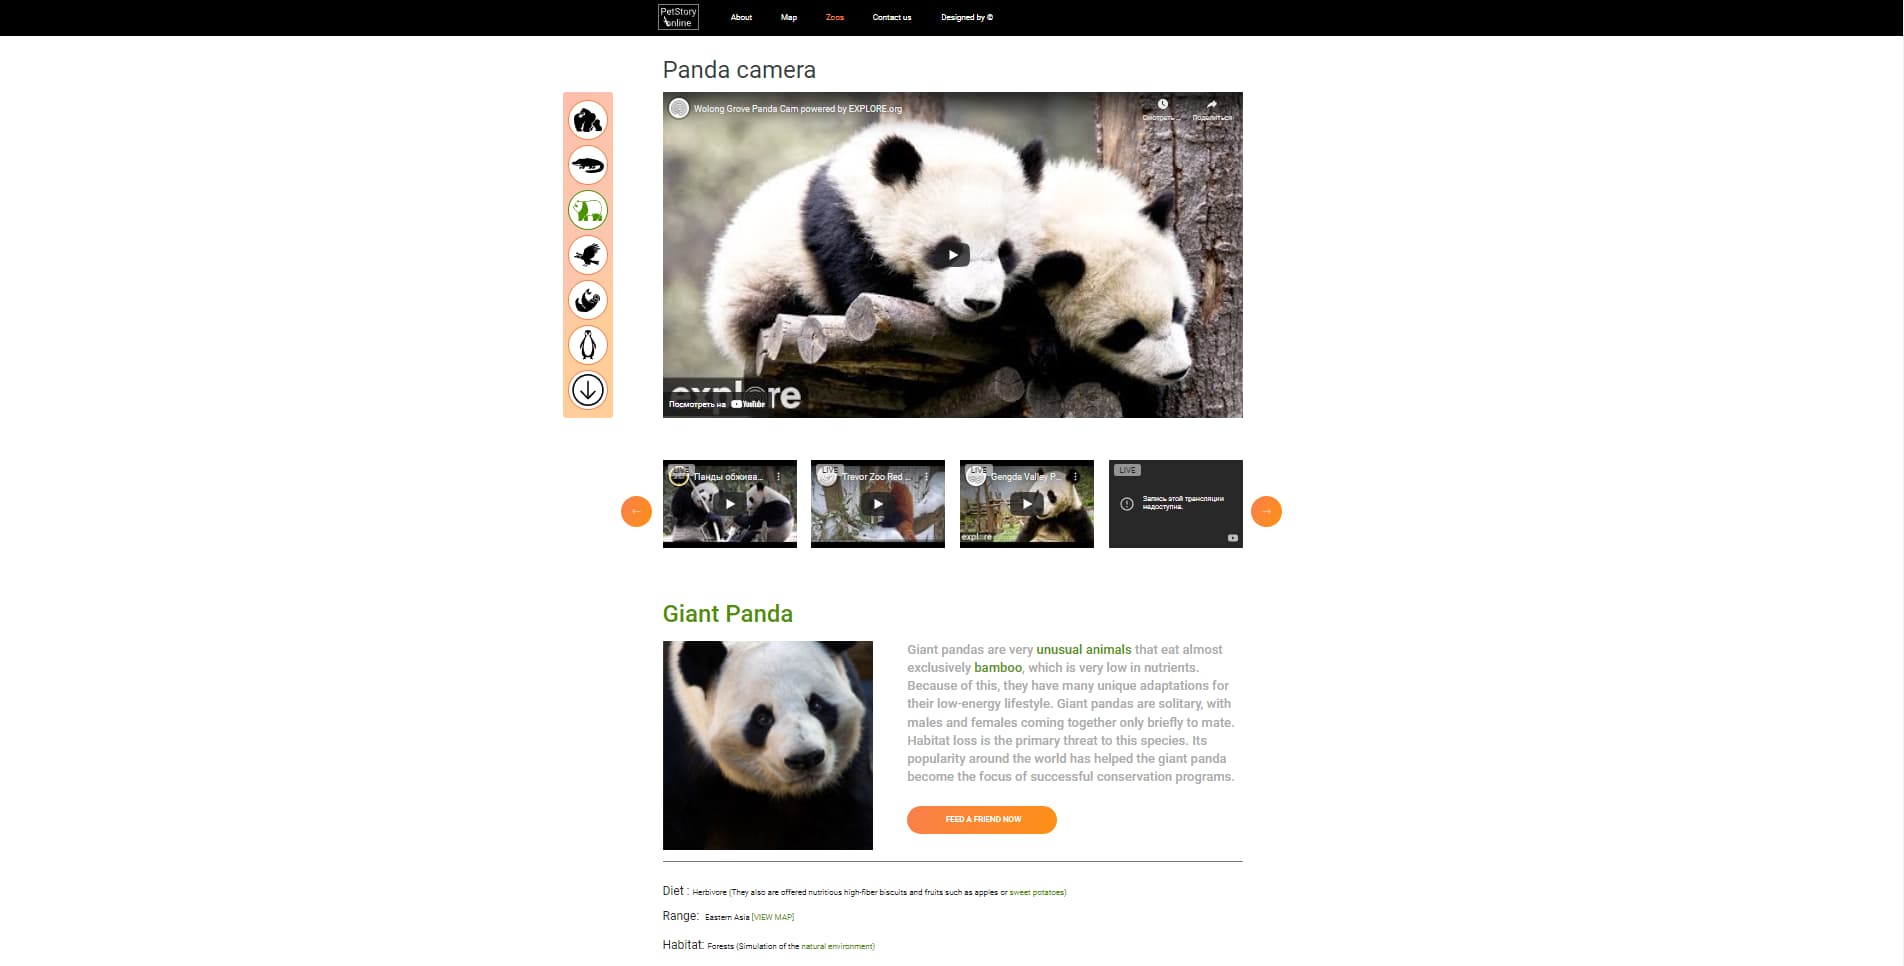 PetStory
online
About
Map
Zoos
Contact us
Designed by ©
Panda camera
Wolong Grove Panda Cam powered by EXPLORE.org
Смотреть ...
Поделиться
explore
Посмотреть на YouTube
LIVE
Панды обжива...
LIVE
Trevor Zoo Red ...
LIVE
Gengda Valley P...
explore
LIVE
Запись этой трансляции
недоступна.
Giant Panda
Giant pandas are very unusual animals that eat almost
exclusively bamboo, which is very low in nutrients.
Because of this, they have many unique adaptations for
their low-energy lifestyle. Giant pandas are solitary, with
males and females coming together only briefly to mate.
Habitat loss is the primary threat to this species. Its
popularity around the world has helped the giant panda
become the focus of successful conservation programs.
FEED A FRIEND NOW
Diet : Herbivore (They also are offered nutritious high-fiber biscuits and fruits such as apples or sweet potatoes)
Range: Eastern Asia [VIEW MAP]
Habitat: Forests (Simulation of the natural environment)